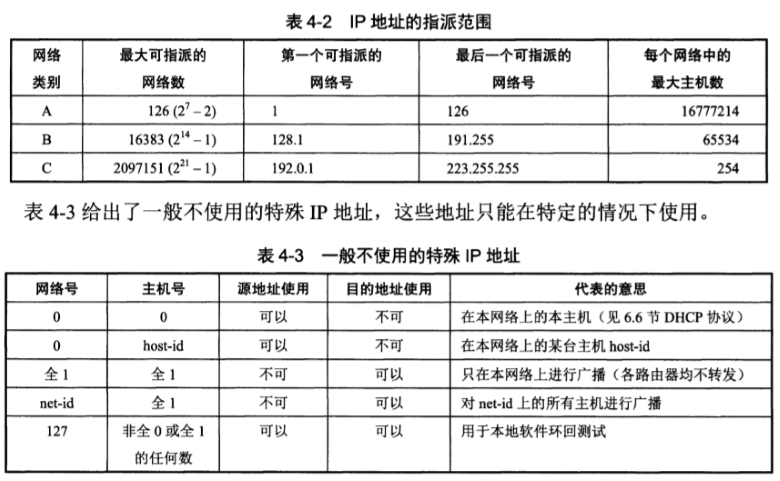 表 4-2 IP 地址的指派范围
网络类别 最大可指派的网络数 第一个可指派的网络号 最后一个可指派的网络号 每个网络中的最大主机数
A 126 (2⁷ – 2) 1 126 16777214
B 16383 (2¹⁴ – 1) 128.1 191.255 65534
C 2097151 (2²¹ – 1) 192.0.1 223.255.255 254
表 4-3 给出了一般不使用的特殊 IP 地址，这些地址只能在特定的情况下使用。
表 4-3 一般不使用的特殊 IP 地址
网络号 主机号 源地址使用 目的地址使用 代表的意思
0 0 可以 不可 在本网络上的本主机（见 6.6 节 DHCP 协议）
0 host-id 可以 不可 在本网络上的某台主机 host-id
全 1 全 1 不可 可以 只在本网络上进行广播（各路由器均不转发）
net-id 全 1 不可 可以 对 net-id 上的所有主机进行广播
127 非全 0 或全 1 的任何数 可以 可以 用于本地软件环回测试